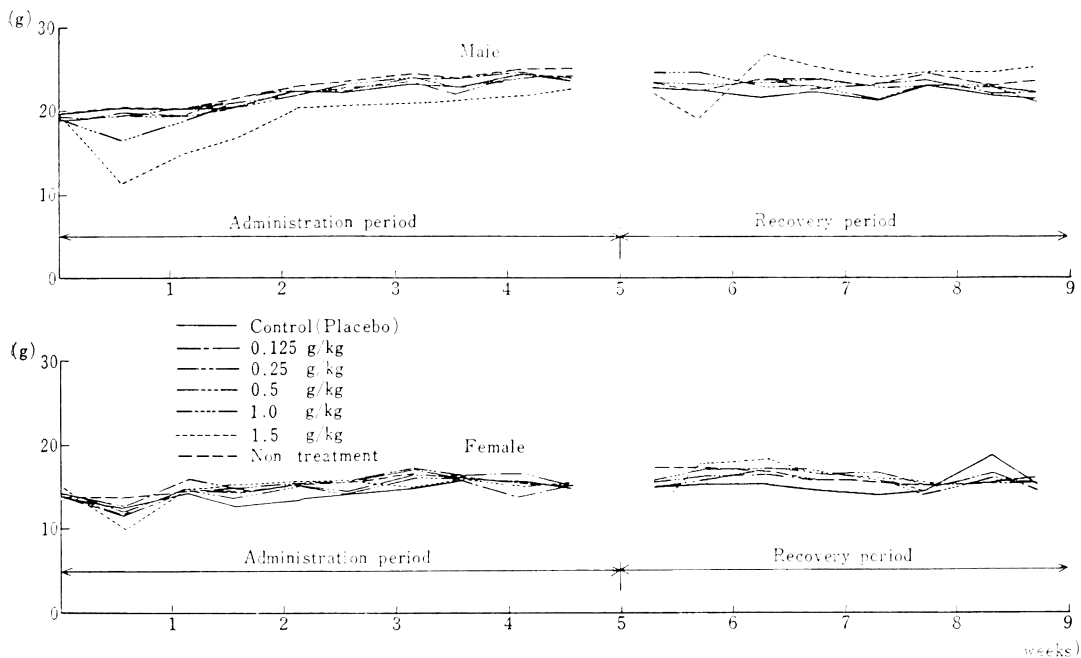 (g)
30
Male
20
10
Administration period
Recovery period
0
1 2 3 4 5 6 7 8 9
Control (Placebo)
(g)
0.125 g/kg
30
0.25 g/kg
0.5 g/kg
1.0 g/kg
1.5 g/kg
20
Female
Non treatment
10
Administration period
Recovery period
0
1 2 3 4 5 6 7 8 9
weeks)